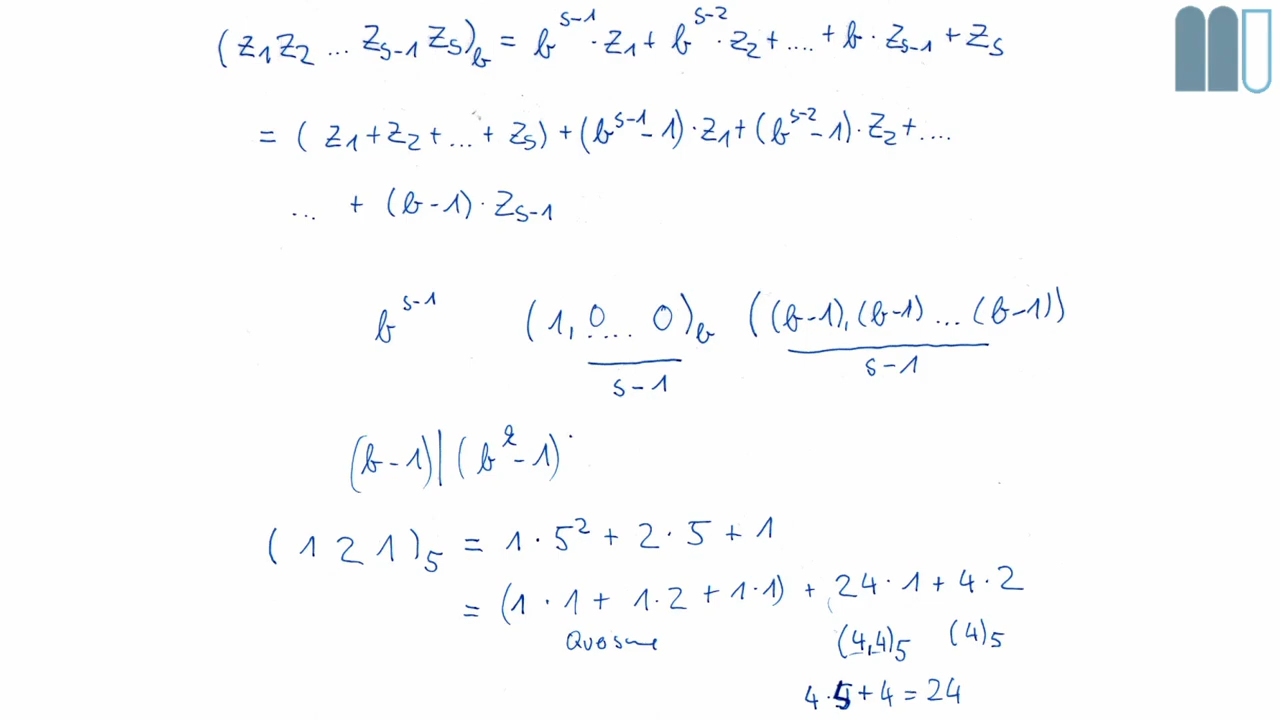 (z₁z₂ ... z_{s-1} z_s)_b = b^{s-1} · z₁ + b^{s-2} · z₂ + .... + b · z_{s-1} + z_s
= ( z₁ + z₂ + ... + z_s) + (b^{s-1} - 1) · z₁ + (b^{s-2} - 1) · z₂ + ....
... + (b - 1) · z_{s-1}
b^{s-1} (1, 0 ... 0)_b ((b-1), (b-1) ... (b-1))
s-1 s-1
(b-1) | (b^k - 1)
( 1 2 1 )₅ = 1 · 5² + 2 · 5 + 1
= (1 · 1 + 1 · 2 + 1 · 1) + 24 · 1 + 4 · 2
(4,4)₅ (4)₅
4 · 5 + 4 = 24